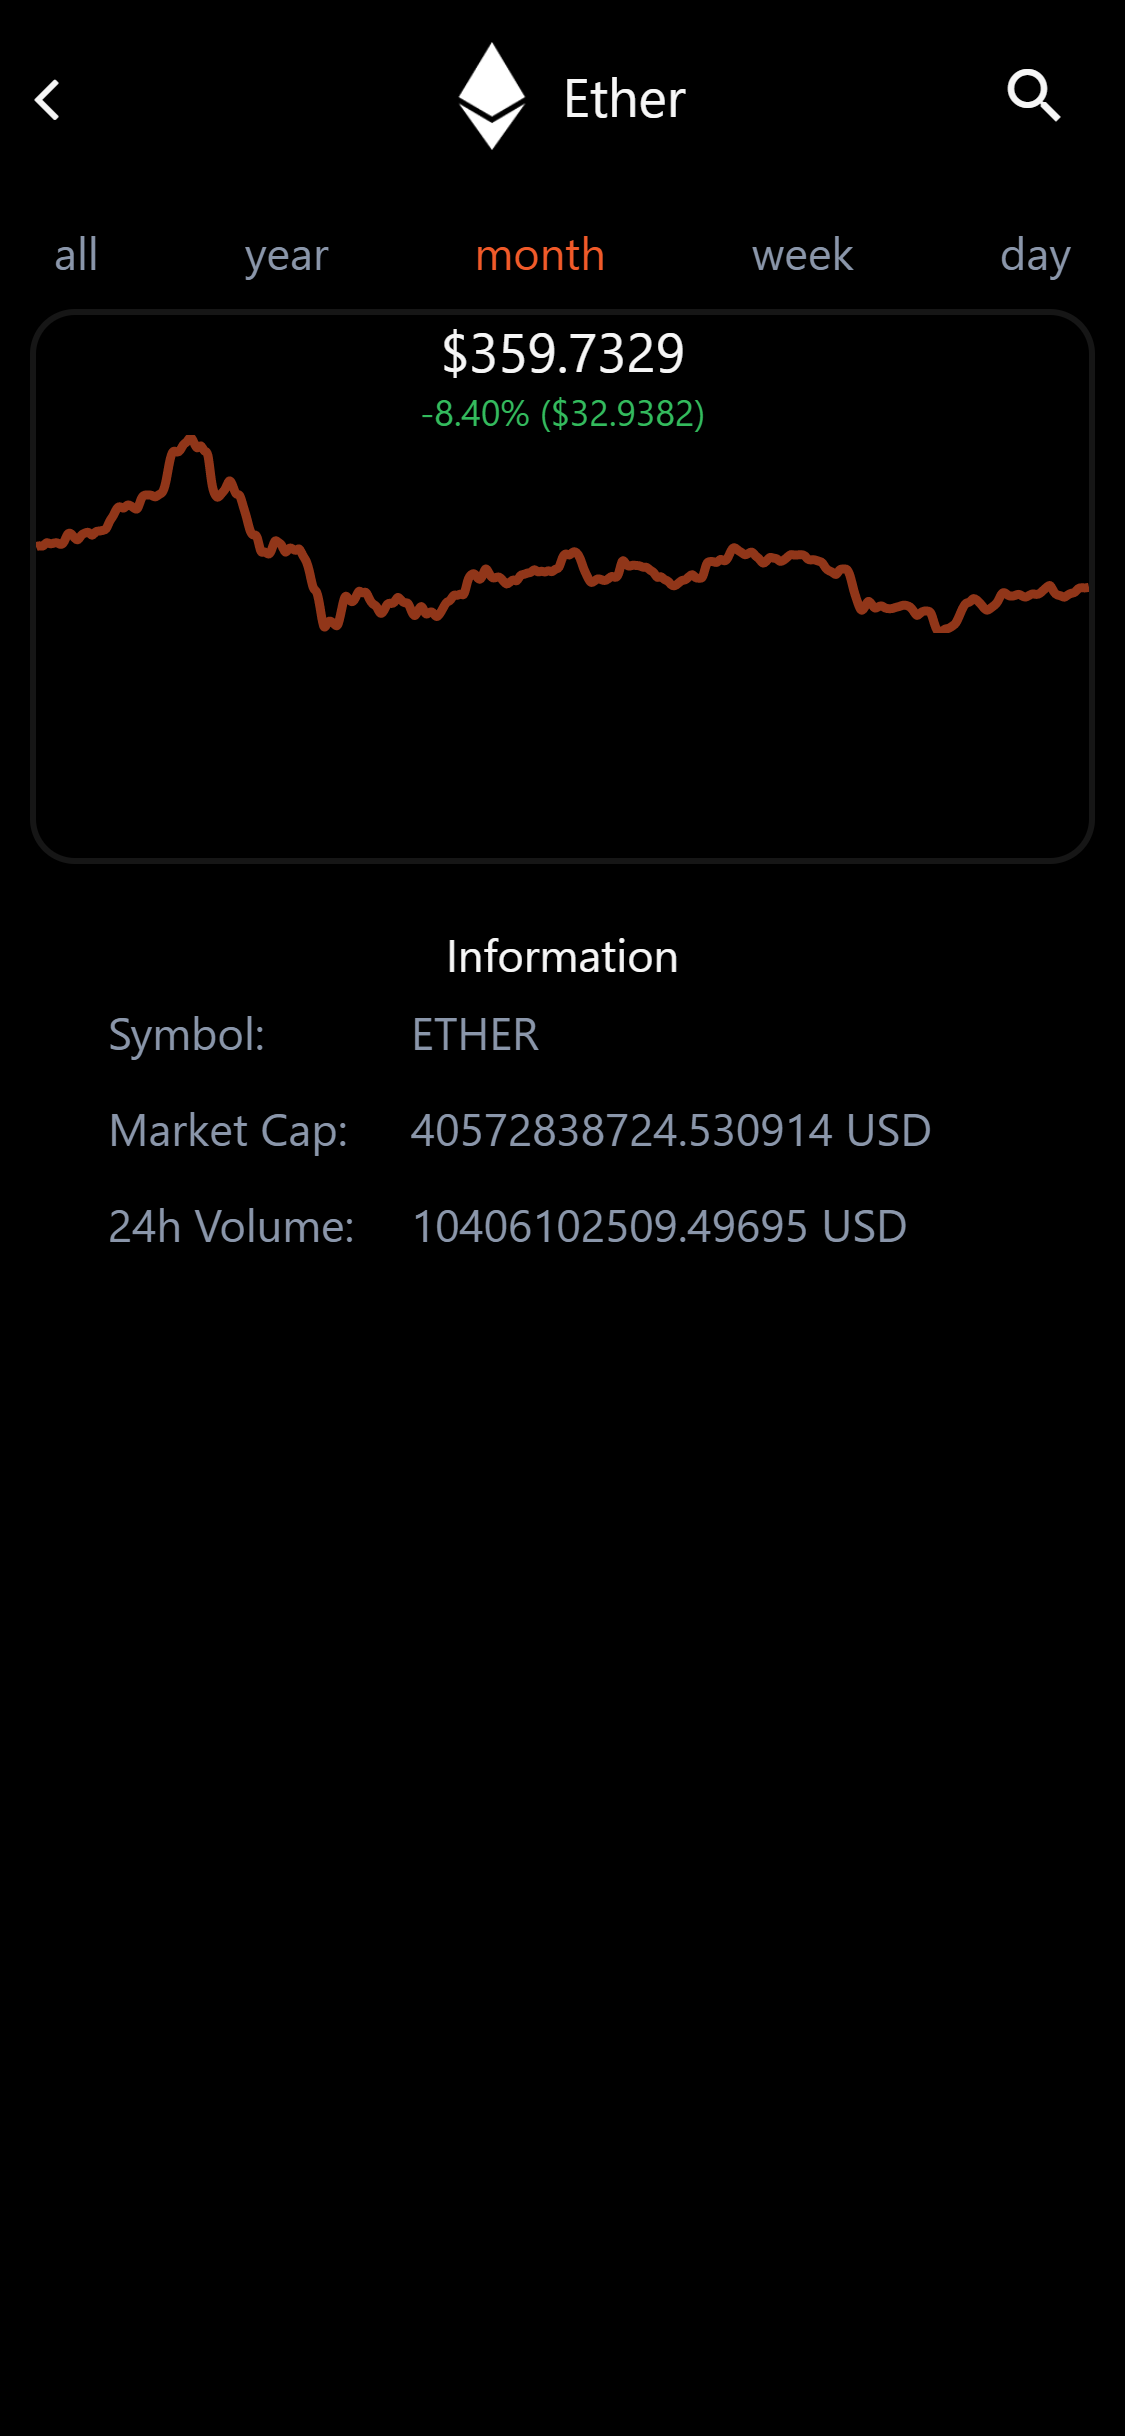 Ether
all year month week day
$359.7329
-8.40% ($32.9382)
Information
Symbol: ETHER
Market Cap: 40572838724.530914 USD
24h Volume: 10406102509.49695 USD